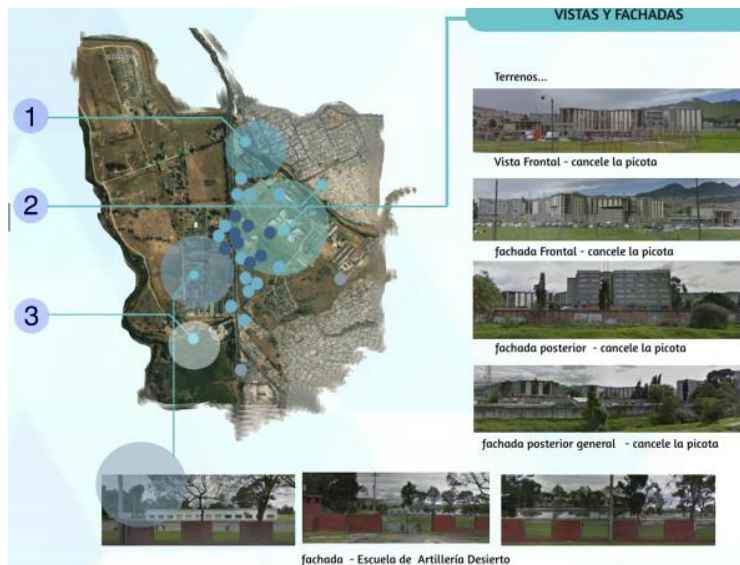 VISTAS Y FACHADAS
Terrenos...
1
Vista Frontal - cancele la picota
2
fachada Frontal - cancele la picota
3
fachada posterior - cancele la picota
fachada posterior general - cancele la picota
fachada - Escuela de Artillería Desierto